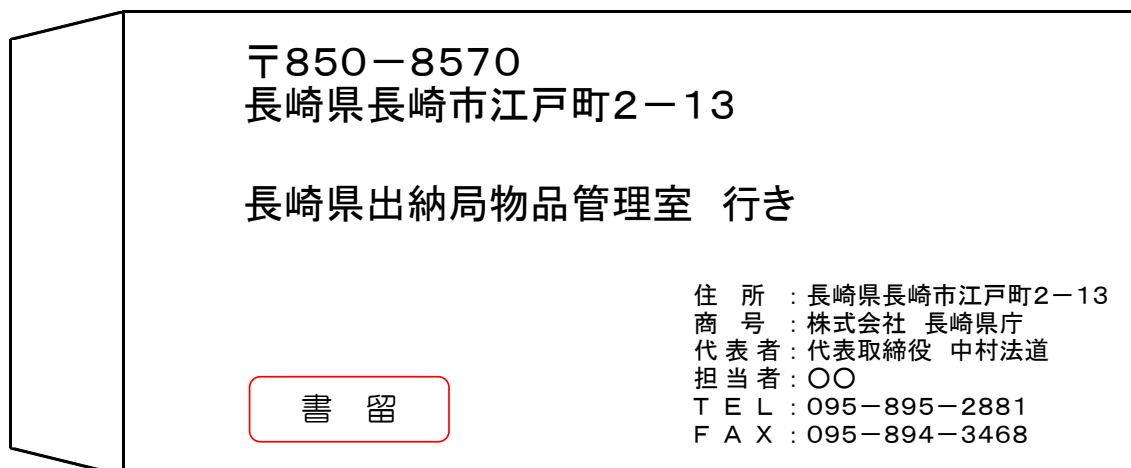 〒850－8570
長崎県長崎市江戸町2－13
長崎県出納局物品管理室　行き
住　所　：長崎県長崎市江戸町2－13
商　号　：株式会社　長崎県庁
代 表 者：代表取締役　中村法道
担 当 者：〇〇
Ｔ Ｅ Ｌ ：095－895－2881
Ｆ Ａ Ｘ ：095－894－3468
書　留